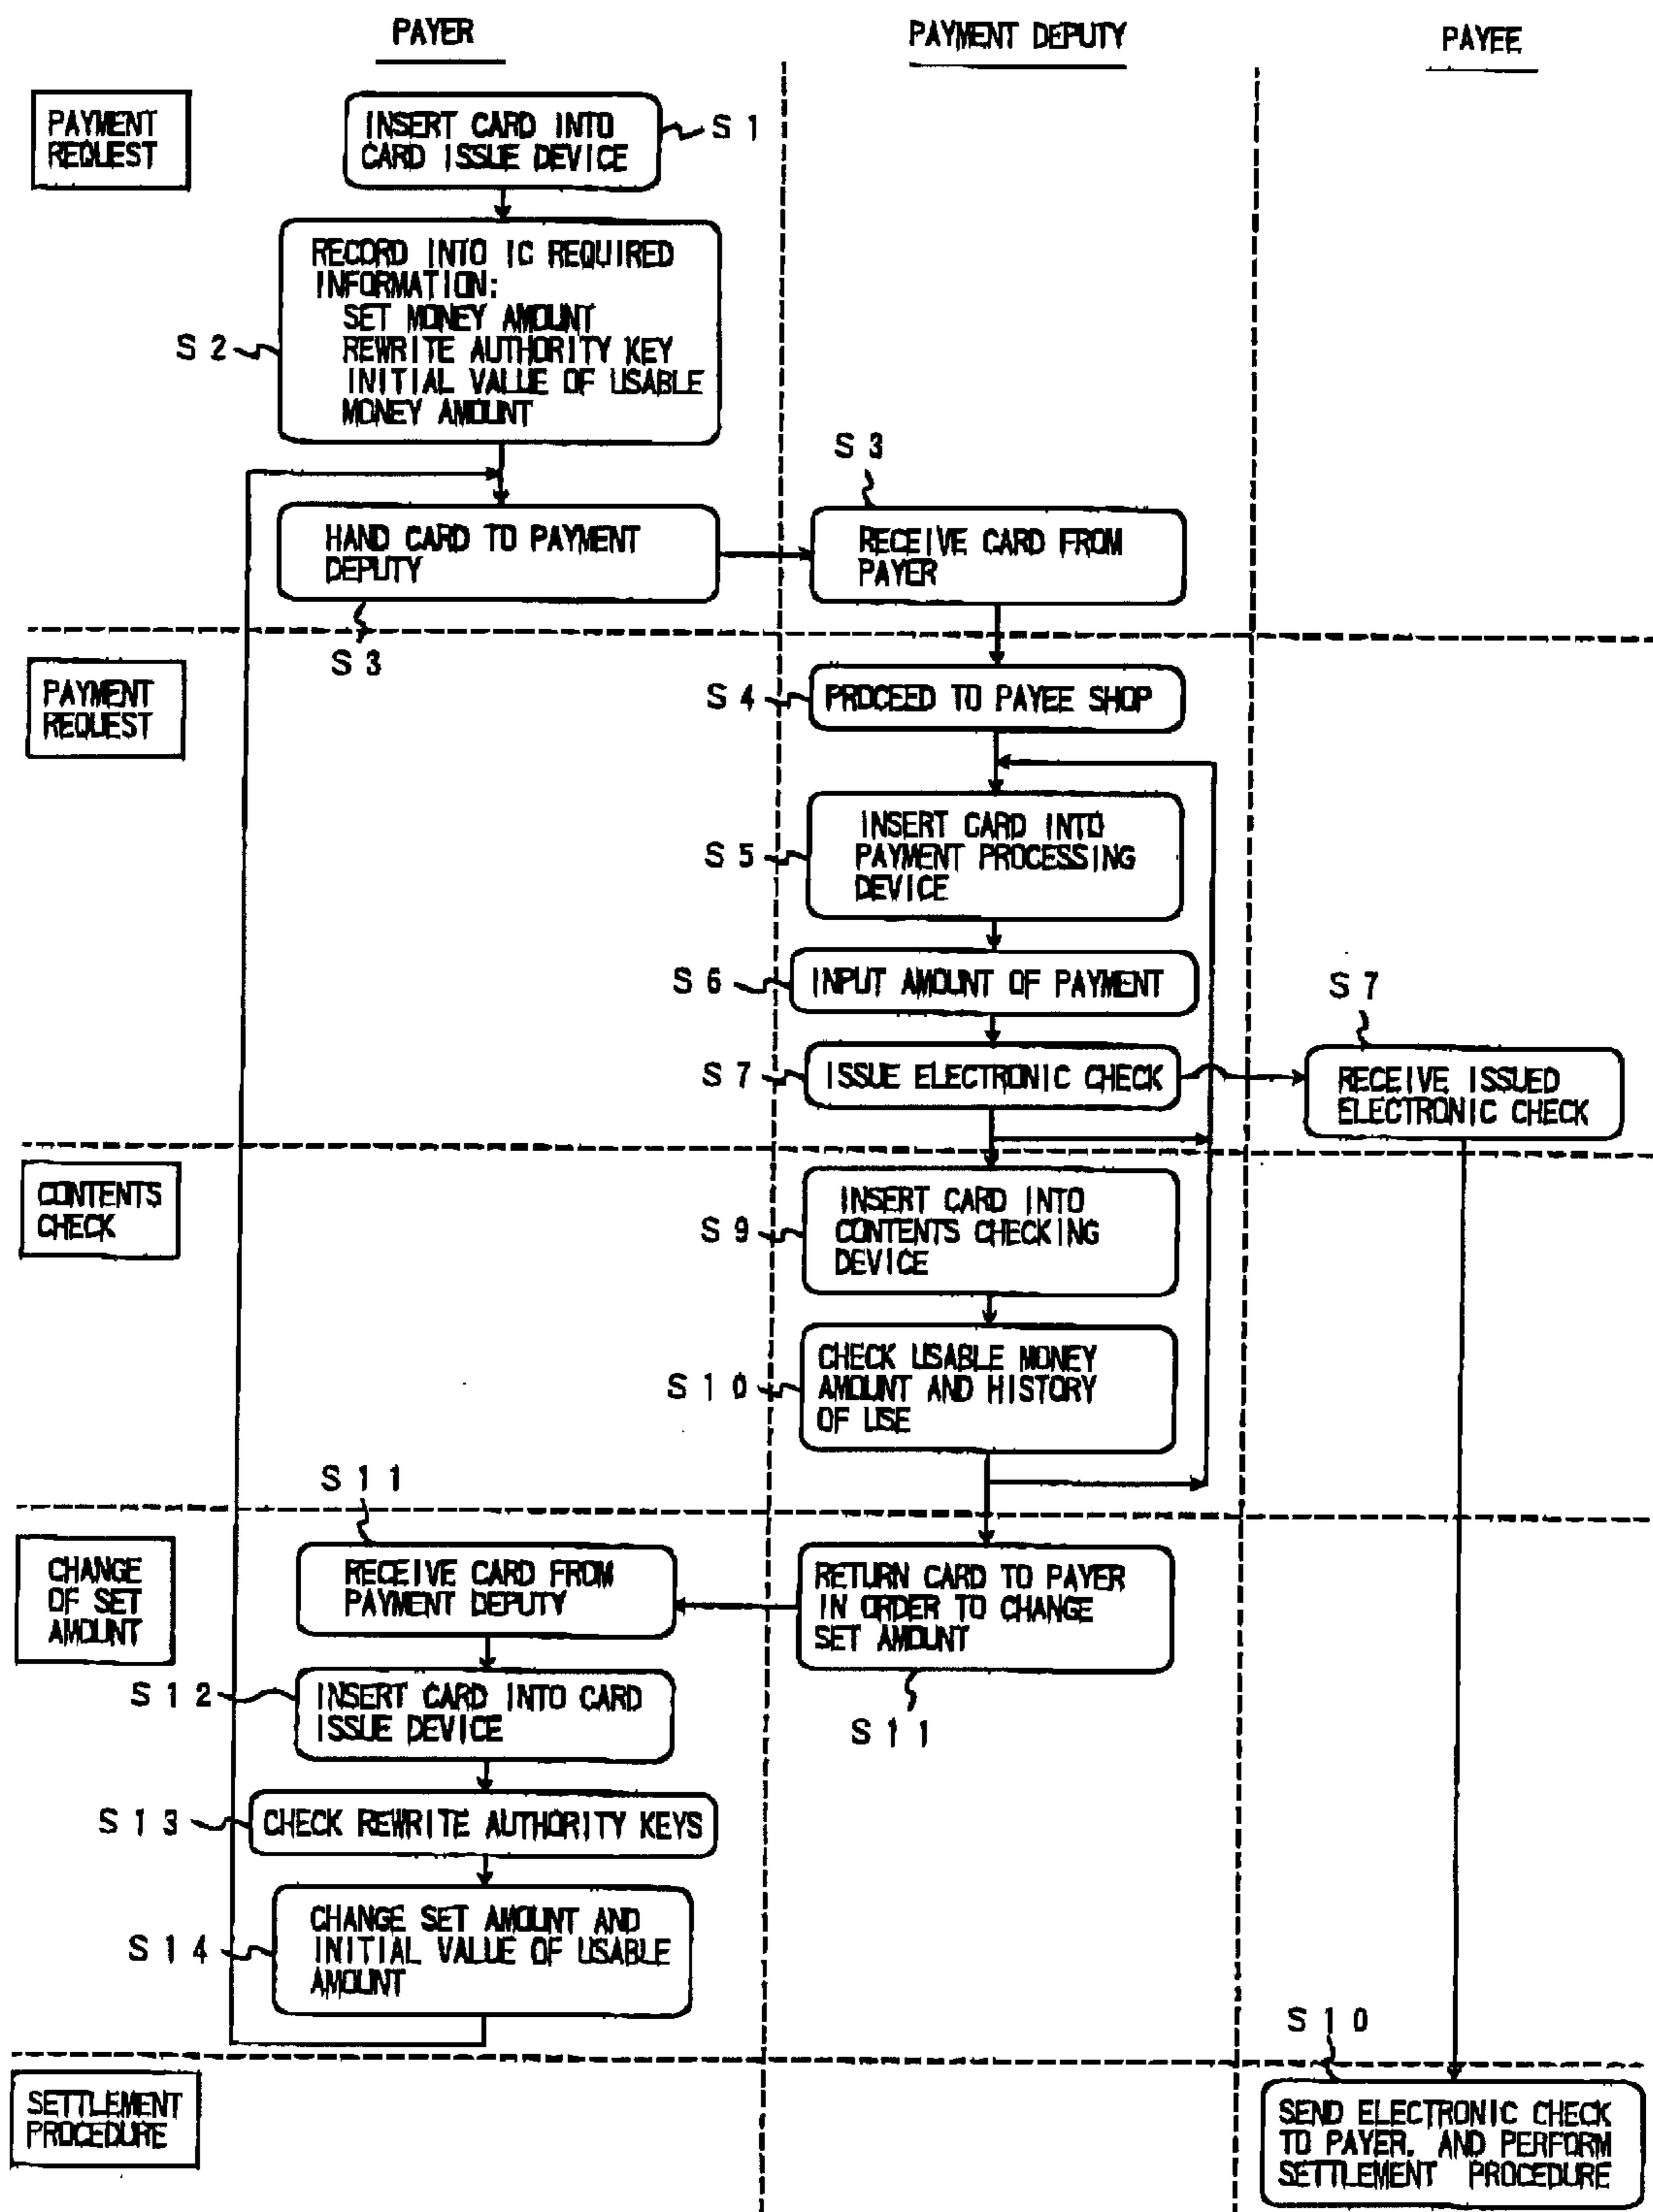 PAYER
PAYMENT DEPUTY
PAYEE
PAYMENT
REQUEST
INSERT CARD INTO
CARD ISSUE DEVICE
S 1
RECORD INTO IC REQUIRED
INFORMATION:
SET MONEY AMOUNT
REWRITE AUTHORITY KEY
INITIAL VALUE OF USABLE
MONEY AMOUNT
S 2
S 3
HAND CARD TO PAYMENT
DEPUTY
S 3
RECEIVE CARD FROM
PAYER
PAYMENT
REQUEST
S 4
PROCEED TO PAYEE SHOP
S 5
INSERT CARD INTO
PAYMENT PROCESSING
DEVICE
S 6
INPUT AMOUNT OF PAYMENT
S 7
ISSUE ELECTRONIC CHECK
S 7
RECEIVE ISSUED
ELECTRONIC CHECK
CONTENTS
CHECK
S 9
INSERT CARD INTO
CONTENTS CHECKING
DEVICE
S 1 0
CHECK USABLE MONEY
AMOUNT AND HISTORY
OF USE
CHANGE
OF SET
AMOUNT
S 1 1
RECEIVE CARD FROM
PAYMENT DEPUTY
RETURN CARD TO PAYER
IN ORDER TO CHANGE
SET AMOUNT
S 1 1
S 1 2
INSERT CARD INTO CARD
ISSUE DEVICE
S 1 3
CHECK REWRITE AUTHORITY KEYS
S 1 4
CHANGE SET AMOUNT AND
INITIAL VALUE OF USABLE
AMOUNT
SETTLEMENT
PROCEDURE
S 1 0
SEND ELECTRONIC CHECK
TO PAYER. AND PERFORM
SETTLEMENT PROCEDURE